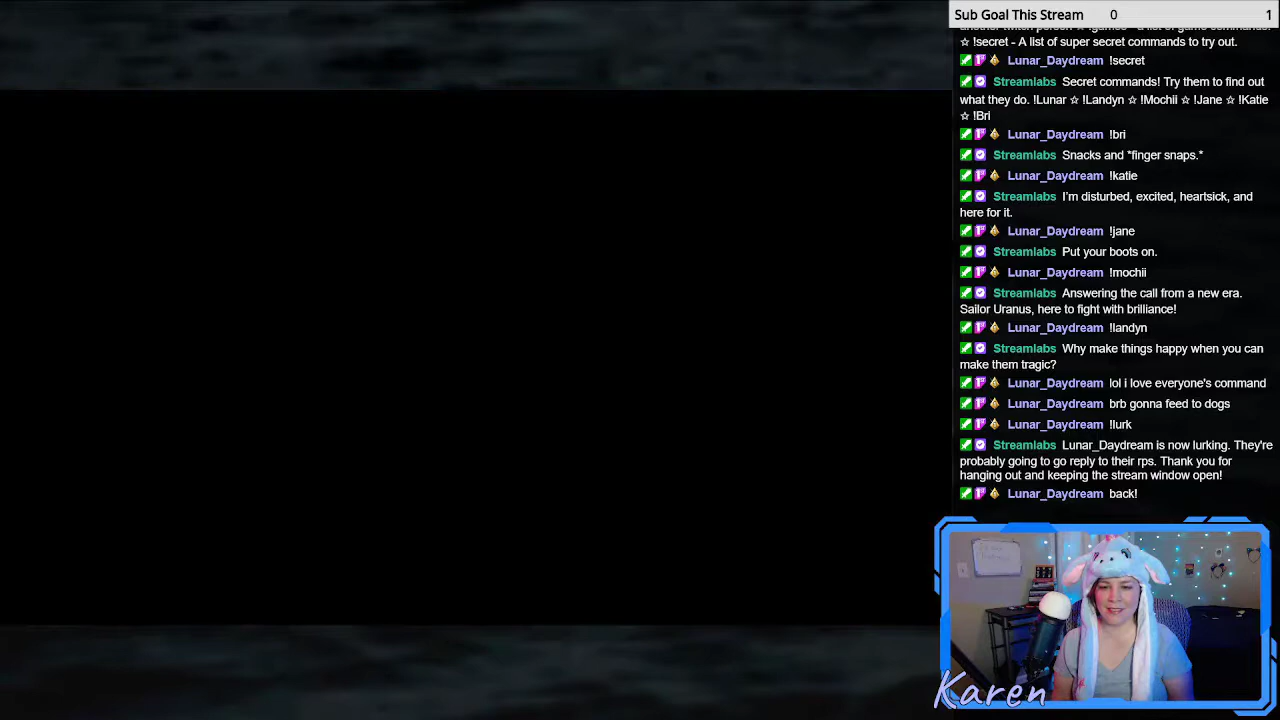 Sub Goal This Stream 0 1
☆ !secret - A list of super secret commands to try out.
Lunar_Daydream !secret
Streamlabs Secret commands! Try them to find out
what they do. !Lunar ☆ !Landyn ☆ !Mochii ☆ !Jane ☆ !Katie
☆ !Bri
Lunar_Daydream !bri
Streamlabs Snacks and *finger snaps.*
Lunar_Daydream !katie
Streamlabs I'm disturbed, excited, heartsick, and
here for it.
Lunar_Daydream !jane
Streamlabs Put your boots on.
Lunar_Daydream !mochii
Streamlabs Answering the call from a new era.
Sailor Uranus, here to fight with brilliance!
Lunar_Daydream !landyn
Streamlabs Why make things happy when you can
make them tragic?
Lunar_Daydream lol i love everyone's command
Lunar_Daydream brb gonna feed to dogs
Lunar_Daydream !lurk
Streamlabs Lunar_Daydream is now lurking. They're
probably going to go reply to their rps. Thank you for
hanging out and keeping the stream window open!
Lunar_Daydream back!
Karen